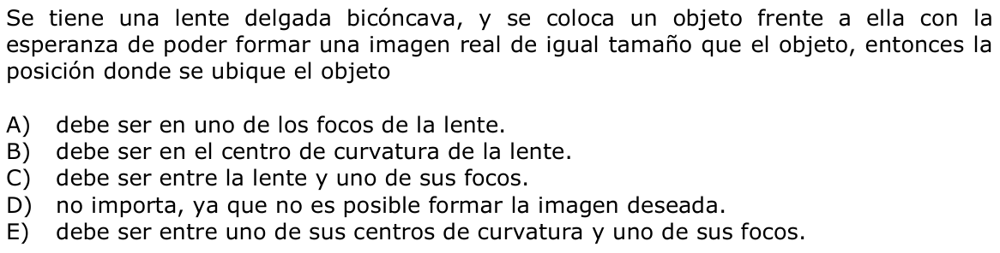 Se tiene una lente delgada bicóncava, y se coloca un objeto frente a ella con la
esperanza de poder formar una imagen real de igual tamaño que el objeto, entonces la
posición donde se ubique el objeto
A) debe ser en uno de los focos de la lente.
B) debe ser en el centro de curvatura de la lente.
C) debe ser entre la lente y uno de sus focos.
D) no importa, ya que no es posible formar la imagen deseada.
E) debe ser entre uno de sus centros de curvatura y uno de sus focos.